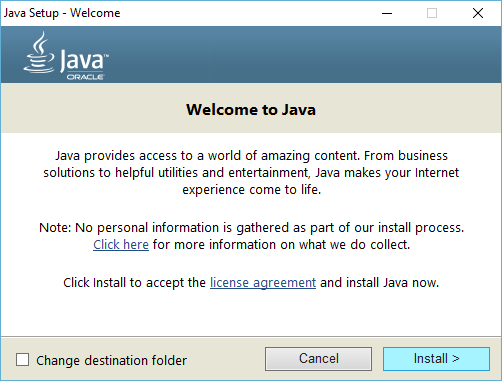 Java Setup - Welcome
Java™
ORACLE
Welcome to Java
Java provides access to a world of amazing content. From business
solutions to helpful utilities and entertainment, Java makes your Internet
experience come to life.
Note: No personal information is gathered as part of our install process.
Click here for more information on what we do collect.
Click Install to accept the license agreement and install Java now.
Change destination folder
Cancel
Install >